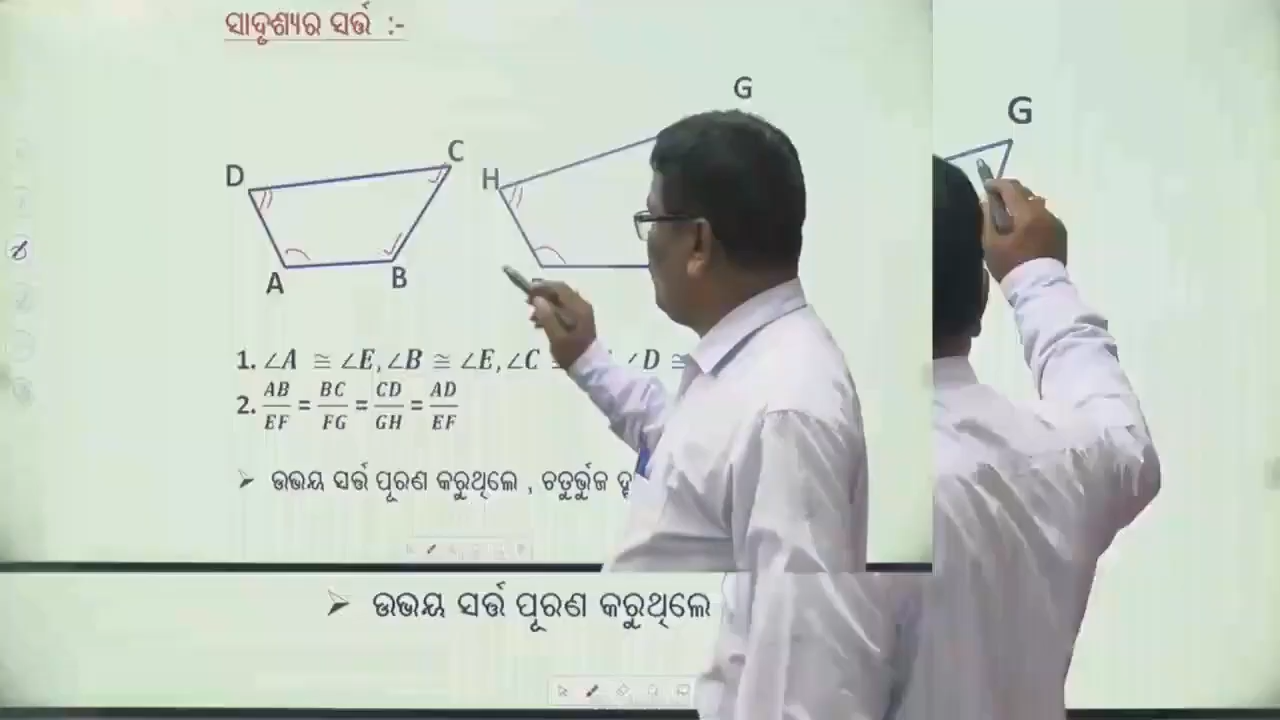 ସାଦୃଶ୍ୟର ସର୍ତ୍ତ :-
G
G
C
D
H
A
B
1. ∠A ≅ ∠E, ∠B ≅ ∠E, ∠C ∠D ≅
2. AB/EF = BC/FG = CD/GH = AD/EF
➢ ଉଭୟ ସର୍ତ୍ତ ପୂରଣ କରୁଥିଲେ , ଚତୁର୍ଭୁଜ
➢ ଉଭୟ ସର୍ତ୍ତ ପୂରଣ କରୁଥିଲେ